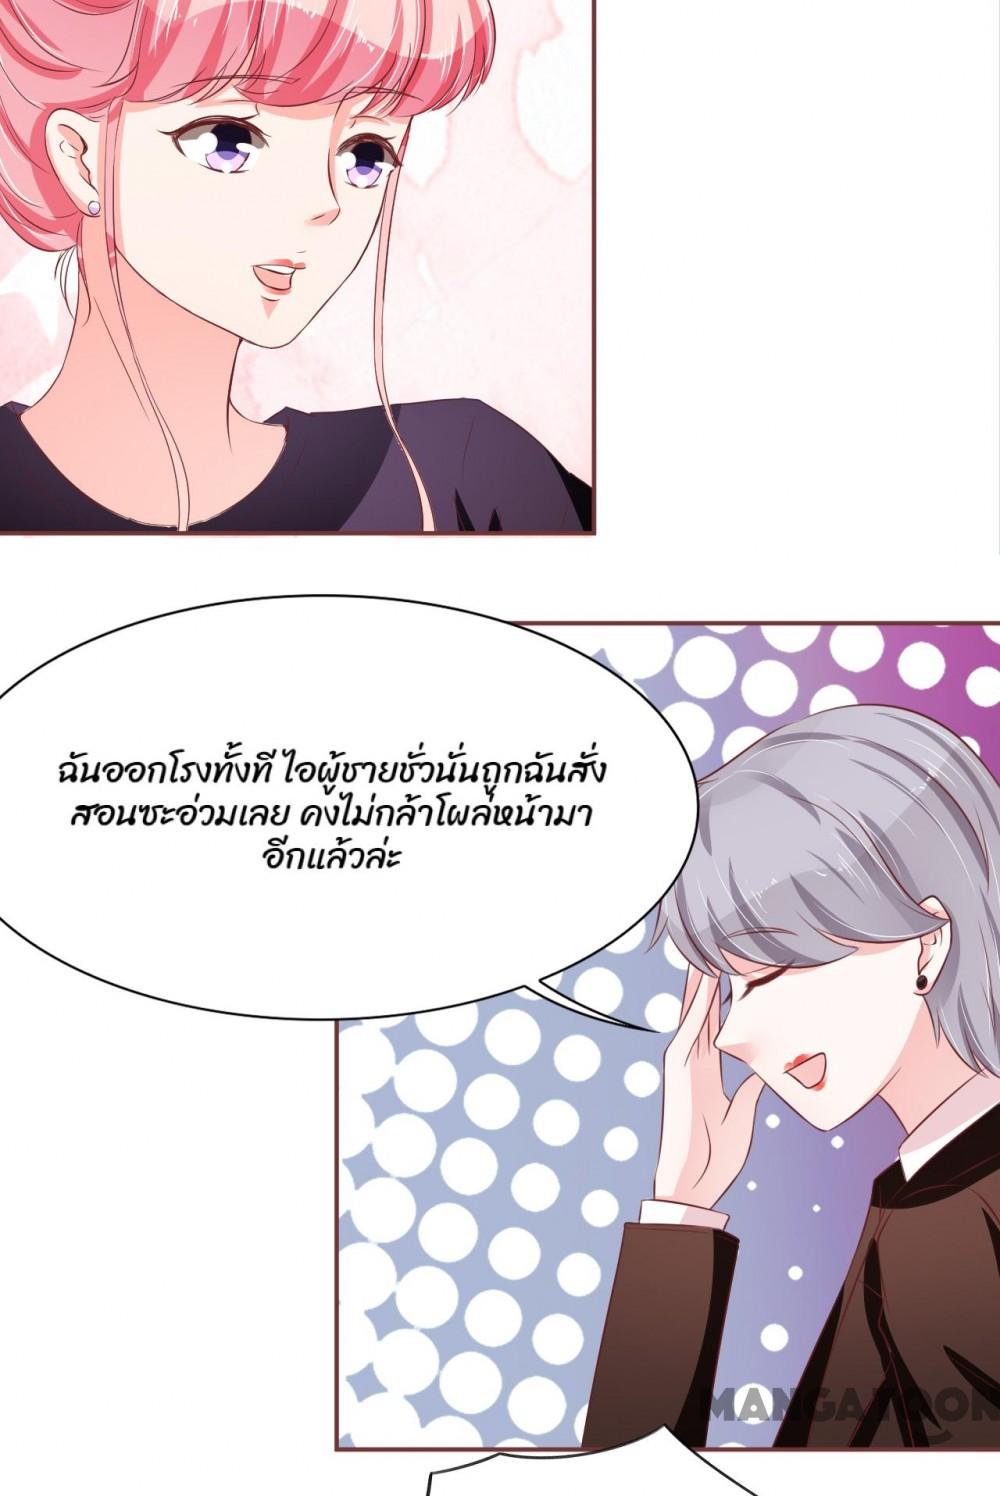 ฉันออกโรงทั้งที ไอผู้ชายชั่วนั่นถูกฉันสั่ง
สอนซะอ่วมเลย คงไม่กล้าโผล่หน้ามา
อีกแล้วล่ะ
MANGATOON